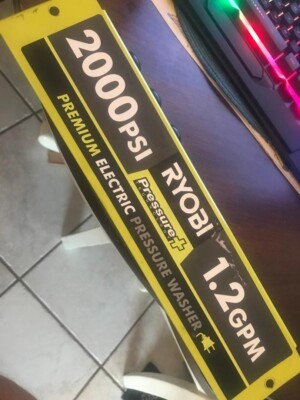 2000PSI RYOBI 1.2GPM
Pressure+
PREMIUM ELECTRIC PRESSURE WASHER